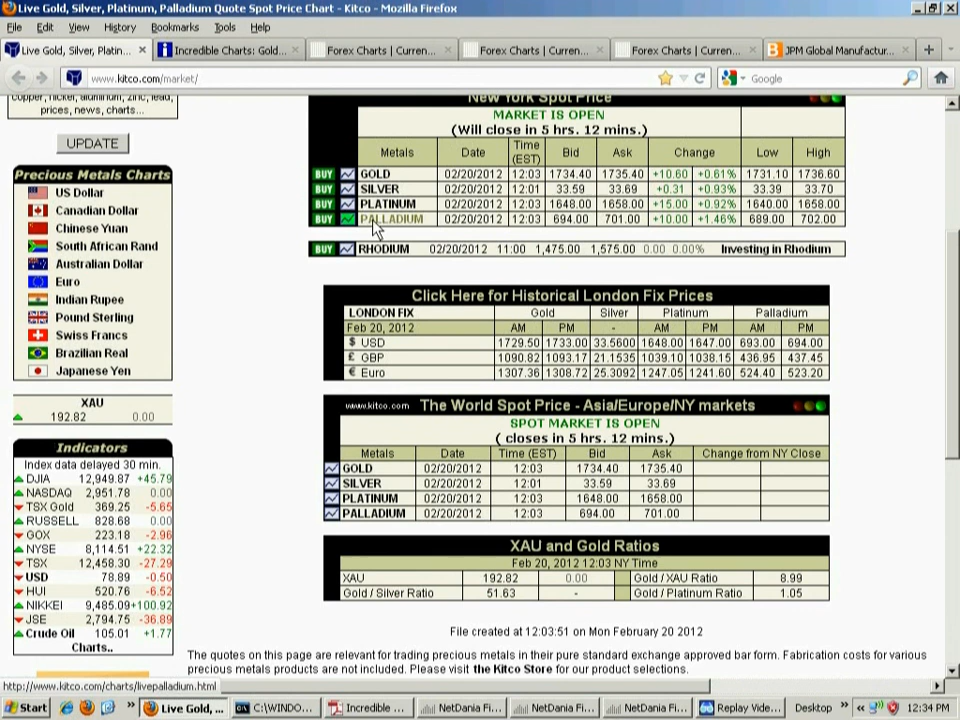 Live Gold, Silver, Platinum, Palladium Quote Spot Price Chart - Kitco - Mozilla Firefox
File Edit View History Bookmarks Tools Help
Live Gold, Silver, Platin... Incredible Charts: Gold... Forex Charts | Curren... Forex Charts | Curren... Forex Charts | Curren... JPM Global Manufactur...
www.kitco.com/market/ Google
copper, nickel, aluminum, zinc, lead,
prices, news, charts...
UPDATE
Precious Metals Charts
US Dollar
Canadian Dollar
Chinese Yuan
South African Rand
Australian Dollar
Euro
Indian Rupee
Pound Sterling
Swiss Francs
Brazilian Real
Japanese Yen
XAU
192.82 0.00
Indicators
Index data delayed 30 min.
DJIA 12,949.87 +45.79
NASDAQ 2,951.78 0.00
TSX Gold 369.25 -5.65
RUSSELL 828.68 0.00
GOX 223.18 -2.96
NYSE 8,114.51 +22.32
TSX 12,458.30 -27.29
USD 78.89 -0.50
HUI 520.76 -6.52
NIKKEI 9,485.09 +100.92
JSE 2,794.75 -36.89
Crude Oil 105.01 +1.77
Charts..
New York Spot Price
MARKET IS OPEN
(Will close in 5 hrs. 12 mins.)
Metals Date Time (EST) Bid Ask Change Low High
BUY GOLD 02/20/2012 12:03 1734.40 1735.40 +10.60 +0.61% 1731.10 1736.60
BUY SILVER 02/20/2012 12:01 33.59 33.69 +0.31 +0.93% 33.39 33.70
BUY PLATINUM 02/20/2012 12:03 1648.00 1658.00 +15.00 +0.92% 1640.00 1658.00
BUY PALLADIUM 02/20/2012 12:03 694.00 701.00 +10.00 +1.46% 689.00 702.00
BUY RHODIUM 02/20/2012 11:00 1,475.00 1,575.00 0.00 0.00% Investing in Rhodium
Click Here for Historical London Fix Prices
LONDON FIX Gold Silver Platinum Palladium
Feb 20, 2012 AM PM - AM PM AM PM
$ USD 1729.50 1733.00 33.5600 1648.00 1647.00 693.00 694.00
£ GBP 1090.82 1093.17 21.1535 1039.10 1038.15 436.95 437.45
€ Euro 1307.36 1308.72 25.3092 1247.05 1241.60 524.40 523.20
www.kitco.com The World Spot Price - Asia/Europe/NY markets
SPOT MARKET IS OPEN
( closes in 5 hrs. 12 mins.)
Metals Date Time (EST) Bid Ask Change from NY Close
GOLD 02/20/2012 12:03 1734.40 1735.40
SILVER 02/20/2012 12:01 33.59 33.69
PLATINUM 02/20/2012 12:03 1648.00 1658.00
PALLADIUM 02/20/2012 12:03 694.00 701.00
XAU and Gold Ratios
Feb 20, 2012 12:03 NY Time
XAU 192.82 0.00 Gold / XAU Ratio 8.99
Gold / Silver Ratio 51.63 - Gold / Platinum Ratio 1.05
File created at 12:03:51 on Mon February 20 2012
The quotes on this page are relevant for trading precious metals in their pure standard exchange approved bar form. Fabrication costs for various
precious metals products are not included. Please visit the Kitco Store for our product selections.
http://www.kitco.com/charts/livepalladium.html
Start Live Gold, ... C:\WINDO... Incredible ... NetDania Fi... NetDania Fi... NetDania Fi... Replay Vide... Desktop 12:34 PM